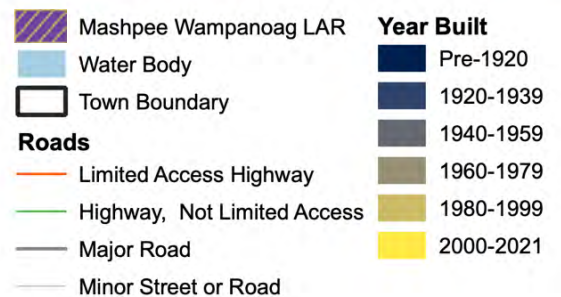 Mashpee Wampanoag LAR
Water Body
Town Boundary
Roads
Limited Access Highway
Highway, Not Limited Access
Major Road
Minor Street or Road
Year Built
Pre-1920
1920-1939
1940-1959
1960-1979
1980-1999
2000-2021